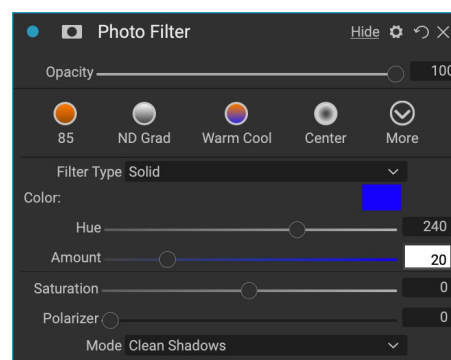 Photo Filter Hide
Opacity 100
85 ND Grad Warm Cool Center More
Filter Type Solid
Color:
Hue 240
Amount 20
Saturation 0
Polarizer 0
Mode Clean Shadows